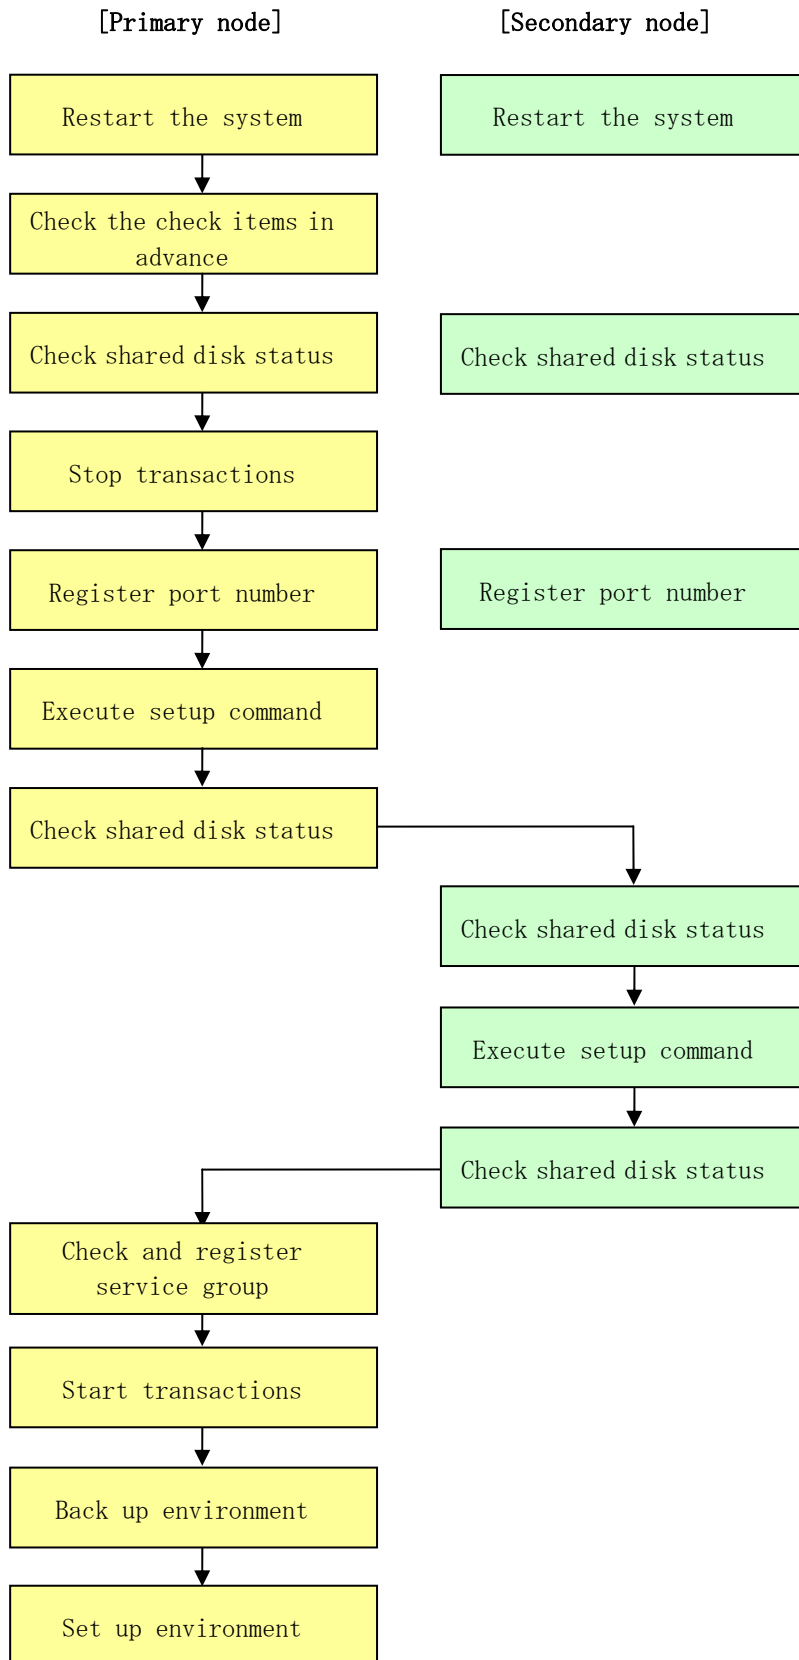 [Primary node]
[Secondary node]
Restart the system
Restart the system
Check the check items in
advance
Check shared disk status
Check shared disk status
Stop transactions
Register port number
Register port number
Execute setup command
Check shared disk status
Check shared disk status
Execute setup command
Check shared disk status
Check and register
service group
Start transactions
Back up environment
Set up environment